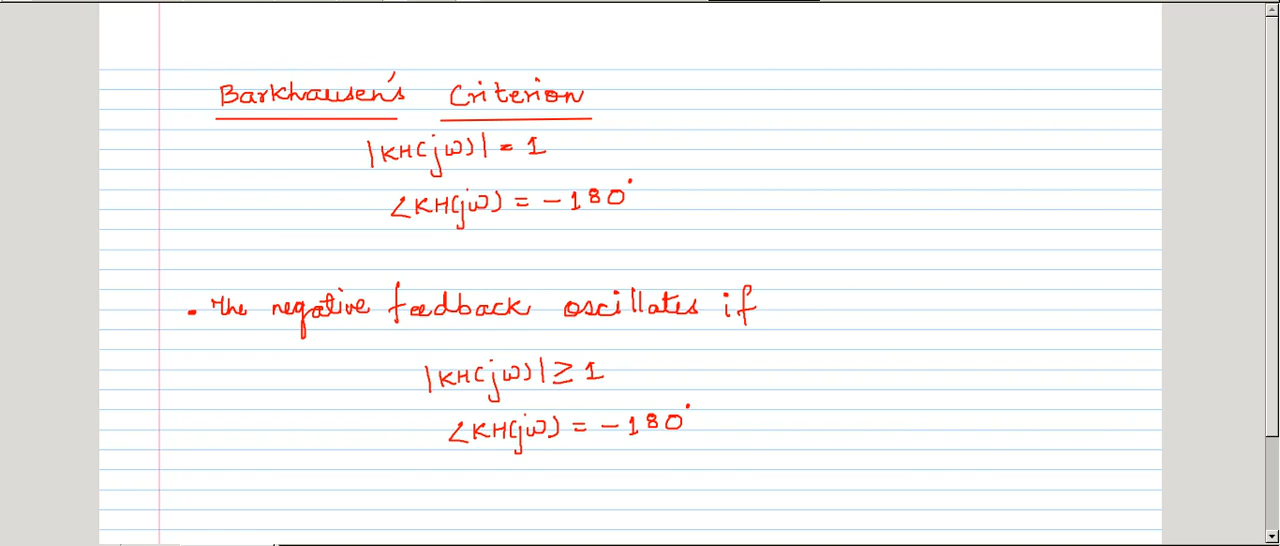 Barkhausen's Criterion
|KH(jω)| = 1
∠KH(jω) = -180°
• The negative feedback oscillates if
|KH(jω)| ≥ 1
∠KH(jω) = -180°